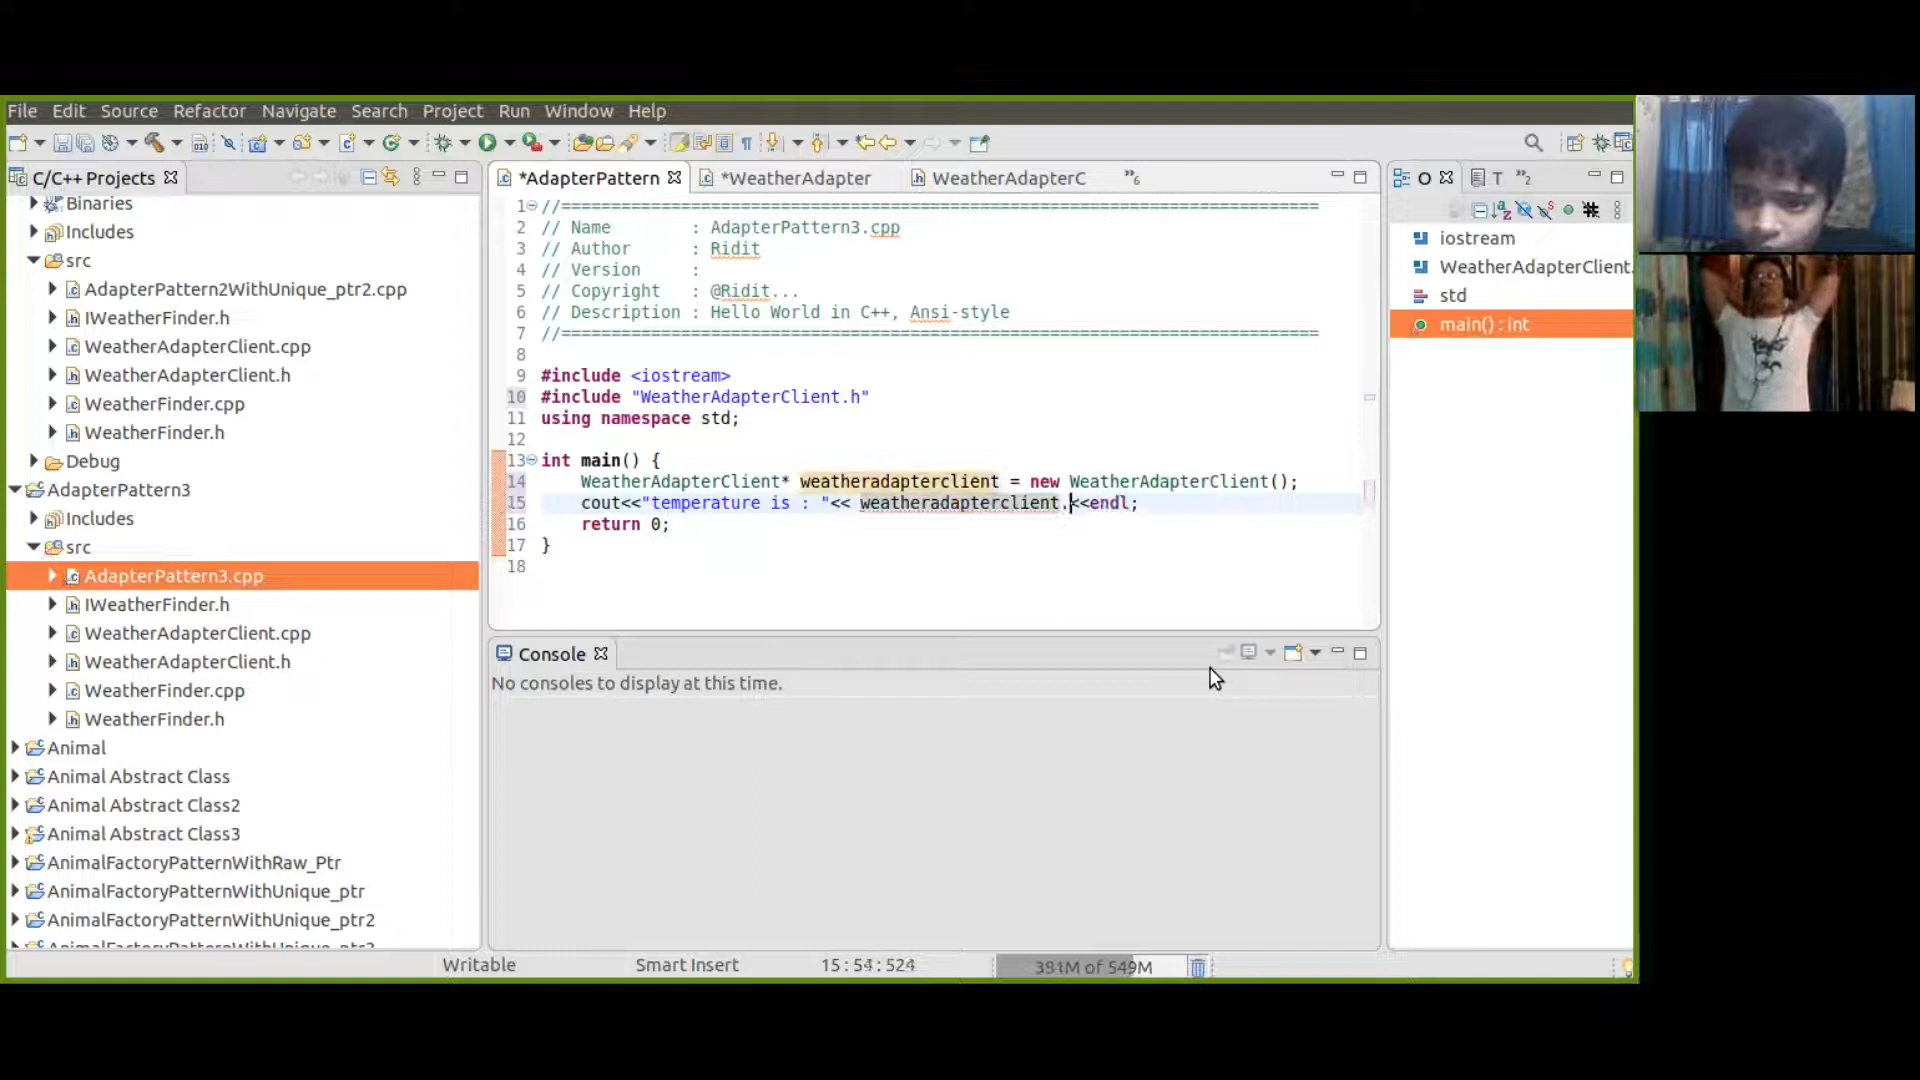 File Edit Source Refactor Navigate Search Project Run Window Help
C/C++ Projects
Binaries
Includes
src
AdapterPattern2WithUnique_ptr2.cpp
IWeatherFinder.h
WeatherAdapterClient.cpp
WeatherAdapterClient.h
WeatherFinder.cpp
WeatherFinder.h
Debug
AdapterPattern3
Includes
src
AdapterPattern3.cpp
IWeatherFinder.h
WeatherAdapterClient.cpp
WeatherAdapterClient.h
WeatherFinder.cpp
WeatherFinder.h
Animal
Animal Abstract Class
Animal Abstract Class2
Animal Abstract Class3
AnimalFactoryPatternWithRaw_Ptr
AnimalFactoryPatternWithUnique_ptr
AnimalFactoryPatternWithUnique_ptr2
*AdapterPattern *WeatherAdapter WeatherAdapterC »6
1 //============================================================================
2 // Name : AdapterPattern3.cpp
3 // Author : Ridit
4 // Version :
5 // Copyright : @Ridit...
6 // Description : Hello World in C++, Ansi-style
7 //============================================================================
8
9 #include <iostream>
10 #include "WeatherAdapterClient.h"
11 using namespace std;
12
13 int main() {
14 WeatherAdapterClient* weatheradapterclient = new WeatherAdapterClient();
15 cout<<"temperature is : "<< weatheradapterclient.<<endl;
16 return 0;
17 }
18
Console
No consoles to display at this time.
O T »2
iostream
WeatherAdapterClient.
std
main() : int
Writable Smart Insert 15:54:524 381M of 549M